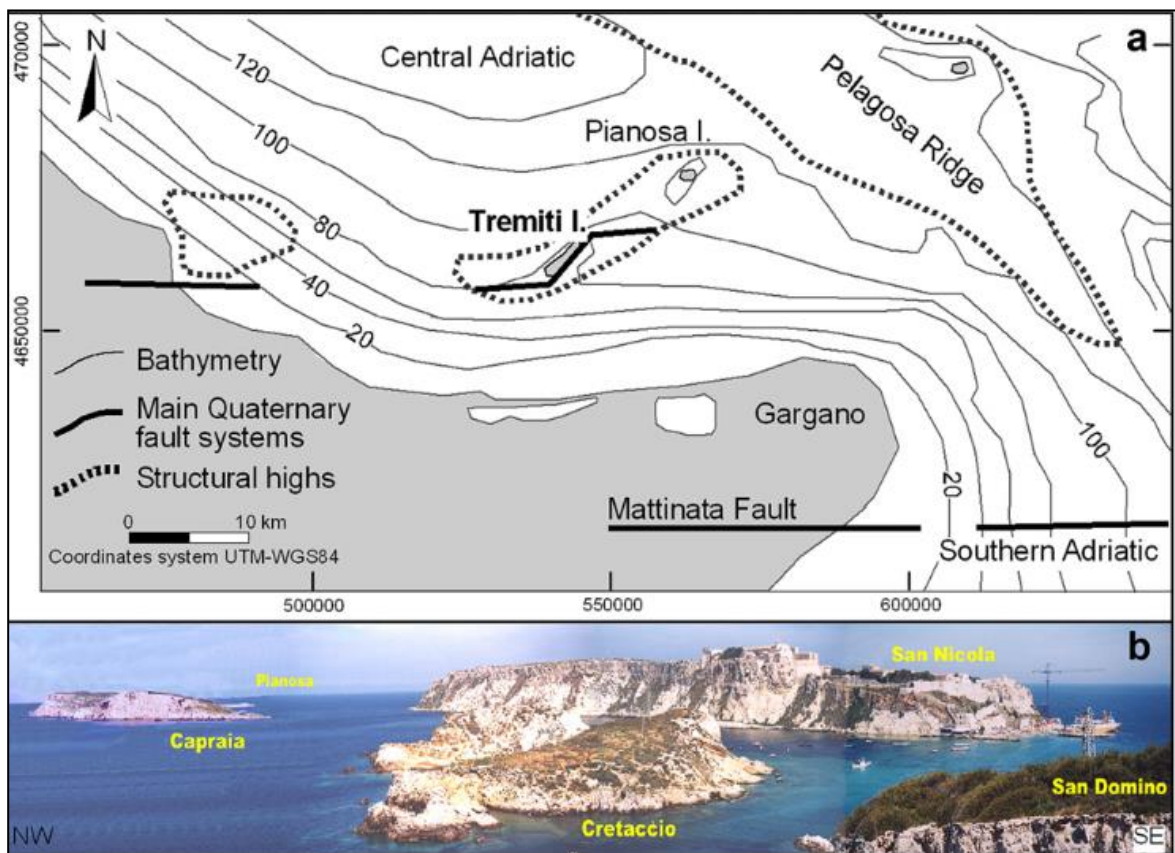 a
N
470000
4650000
Central Adriatic
120
100
80
40
20
Pianosa I.
Tremiti I.
Pelagosa Ridge
Bathymetry
Main Quaternary
fault systems
Structural highs
0 10 km
Coordinates system UTM-WGS84
Gargano
Mattinata Fault
100
20
Southern Adriatic
500000
550000
600000
b
San Nicola
Pianosa
Capraia
San Domino
Cretaccio
NW
SE